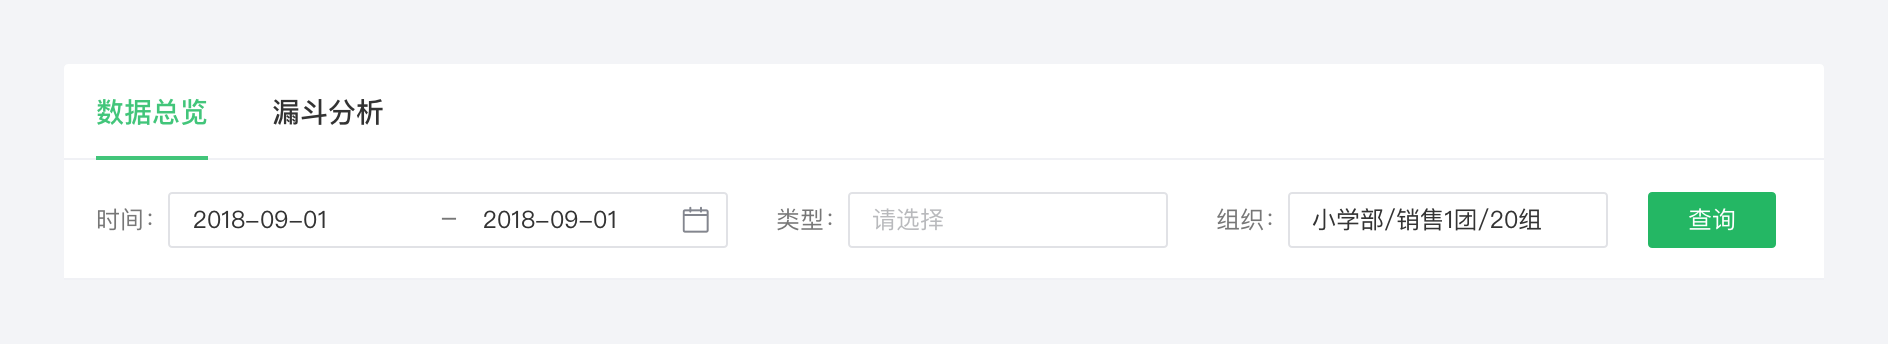 数据总览 漏斗分析
时间： 2018-09-01 – 2018-09-01 类型： 请选择 组织： 小学部/销售1团/20组 查询